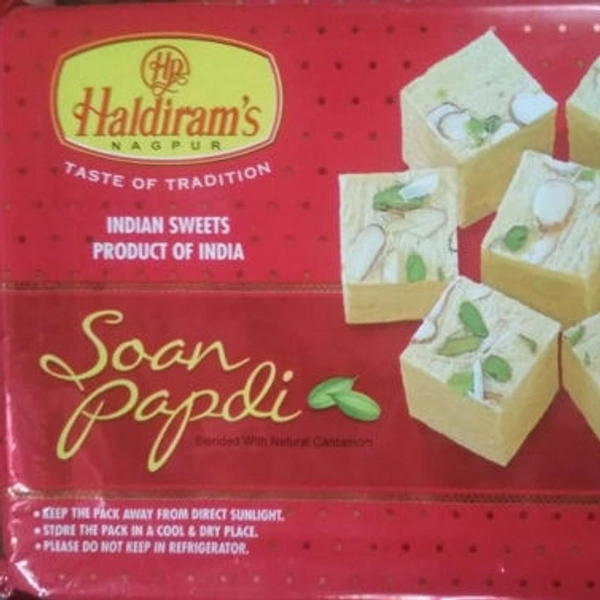 HR
Haldiram's
NAGPUR
TASTE OF TRADITION
INDIAN SWEETS
PRODUCT OF INDIA
Soan
papdi
Blended With Natural Cardamom
• KEEP THE PACK AWAY FROM DIRECT SUNLIGHT.
• STORE THE PACK IN A COOL & DRY PLACE.
• PLEASE DO NOT KEEP IN REFRIGERATOR.